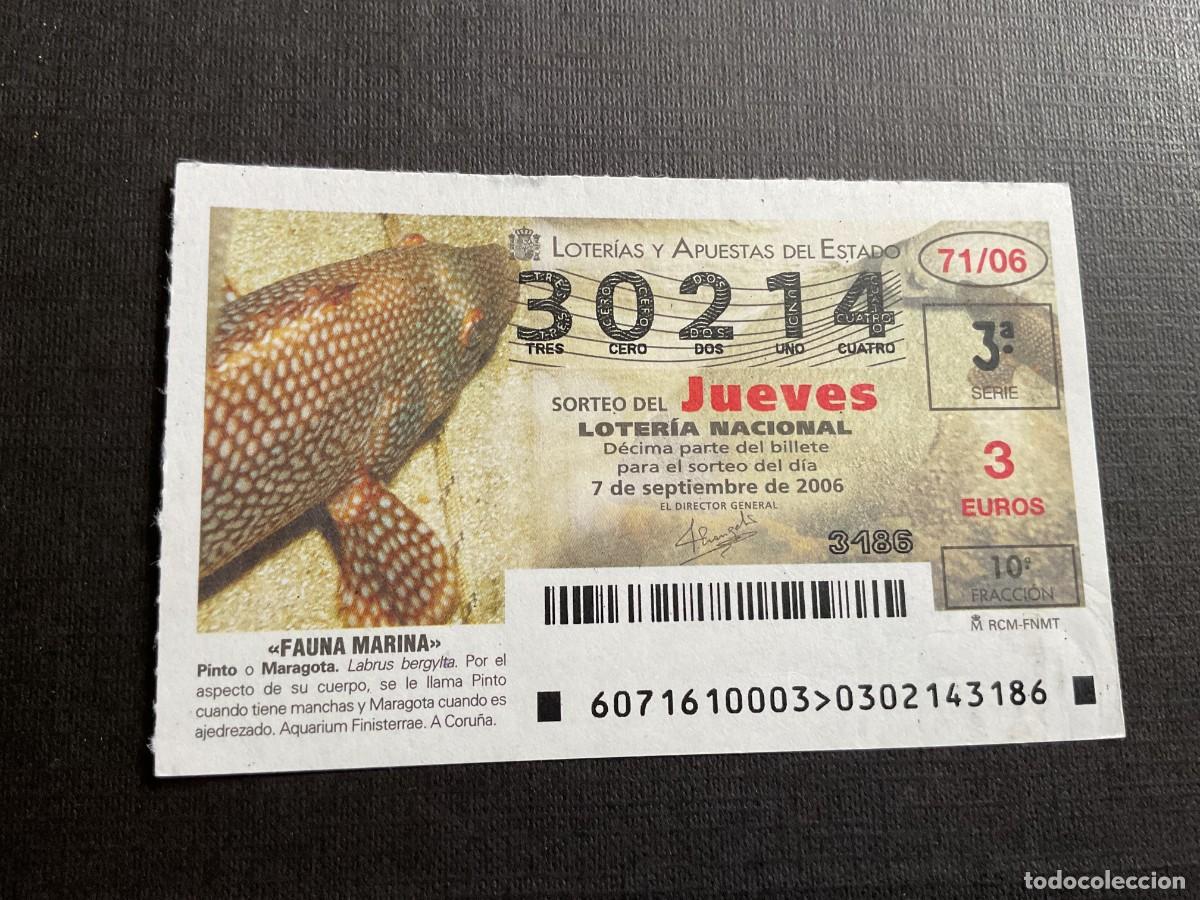 LOTERÍAS Y APUESTAS DEL ESTADO
71/06
30214
TRES CERO DOS UNO CUATRO
3ª
SERIE
SORTEO DEL Jueves
LOTERÍA NACIONAL
Décima parte del billete
para el sorteo del día
7 de septiembre de 2006
EL DIRECTOR GENERAL
3
EUROS
3186
10ª
FRACCIÓN
RCM-FNMT
«FAUNA MARINA»
Pinto o Maragota. Labrus bergylta. Por el
aspecto de su cuerpo, se le llama Pinto
cuando tiene manchas y Maragota cuando es
ajedrezado. Aquarium Finisterrae. A Coruña.
6071610003>0302143186
todocoleccion